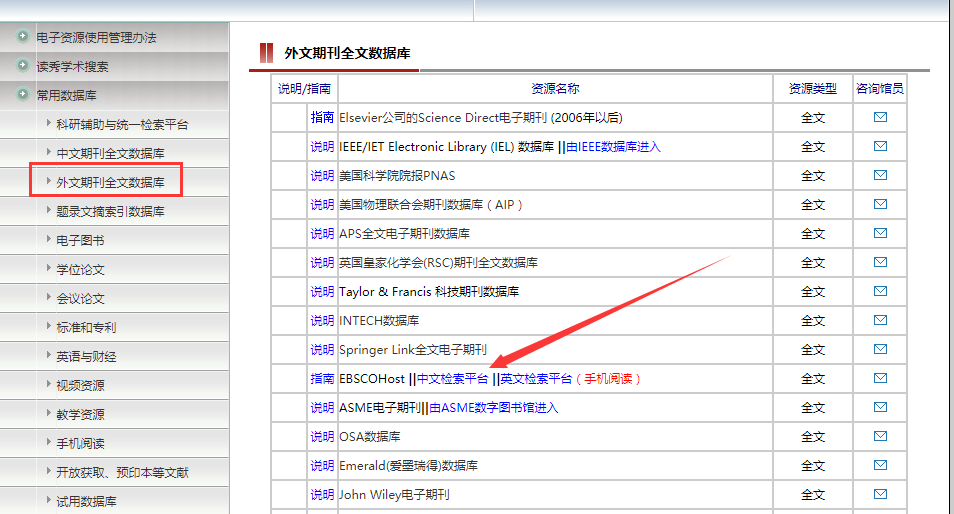 电子资源使用管理办法
读秀学术搜索
常用数据库
科研辅助与统一检索平台
中文期刊全文数据库
外文期刊全文数据库
题录文摘索引数据库
电子图书
学位论文
会议论文
标准和专利
英语与财经
视频资源
教学资源
手机阅读
开放获取、预印本等文献
试用数据库
外文期刊全文数据库
说明/指南 资源名称 资源类型 咨询馆员
指南 Elsevier公司的Science Direct电子期刊 (2006年以后) 全文
说明 IEEE/IET Electronic Library (IEL) 数据库 ||由IEEE数据库进入 全文
说明 美国科学院院报PNAS 全文
说明 美国物理联合会期刊数据库（AIP） 全文
说明 APS全文电子期刊数据库 全文
说明 英国皇家化学会(RSC)期刊全文数据库 全文
说明 Taylor & Francis 科技期刊数据库 全文
说明 INTECH数据库 全文
说明 Springer Link全文电子期刊 全文
指南 EBSCOHost ||中文检索平台 ||英文检索平台（手机阅读） 全文
说明 ASME电子期刊||由ASME数字图书馆进入 全文
说明 OSA数据库 全文
说明 Emerald(爱墨瑞得)数据库 全文
说明 John Wiley电子期刊 全文